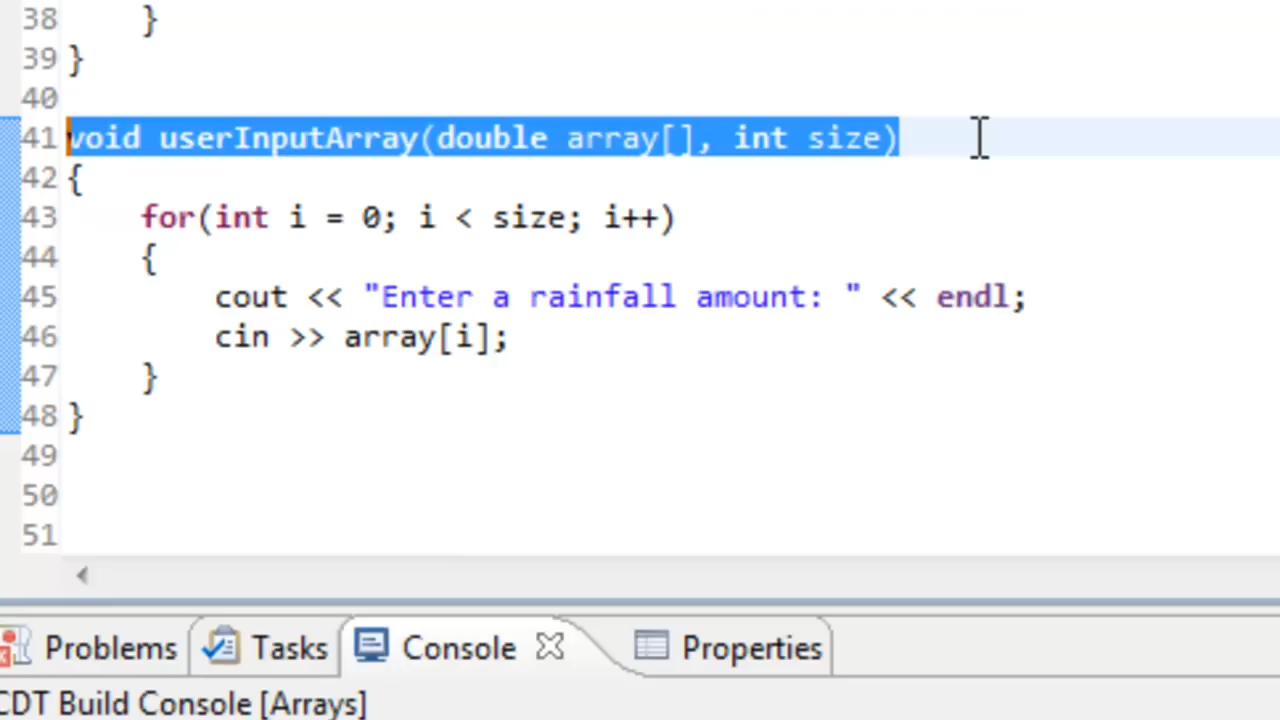 38     }
39 }
40
41 void userInputArray(double array[], int size)
42 {
43     for(int i = 0; i < size; i++)
44     {
45         cout << "Enter a rainfall amount: " << endl;
46         cin >> array[i];
47     }
48 }
49
50
51
Problems Tasks Console Properties
CDT Build Console [Arrays]